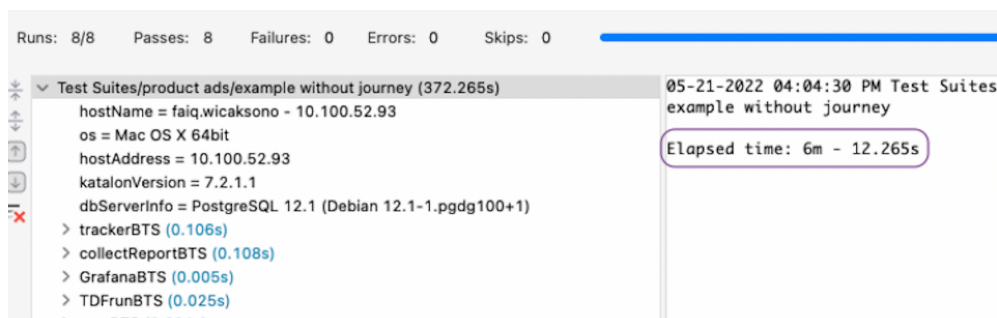 Runs: 8/8 Passes: 8 Failures: 0 Errors: 0 Skips: 0
Test Suites/product ads/example without journey (372.265s)
hostName = faiq.wicaksono - 10.100.52.93
os = Mac OS X 64bit
hostAddress = 10.100.52.93
katalonVersion = 7.2.1.1
dbServerInfo = PostgreSQL 12.1 (Debian 12.1-1.pgdg100+1)
trackerBTS (0.106s)
collectReportBTS (0.108s)
GrafanaBTS (0.005s)
TDFrunBTS (0.025s)
05-21-2022 04:04:30 PM Test Suites
example without journey
Elapsed time: 6m - 12.265s